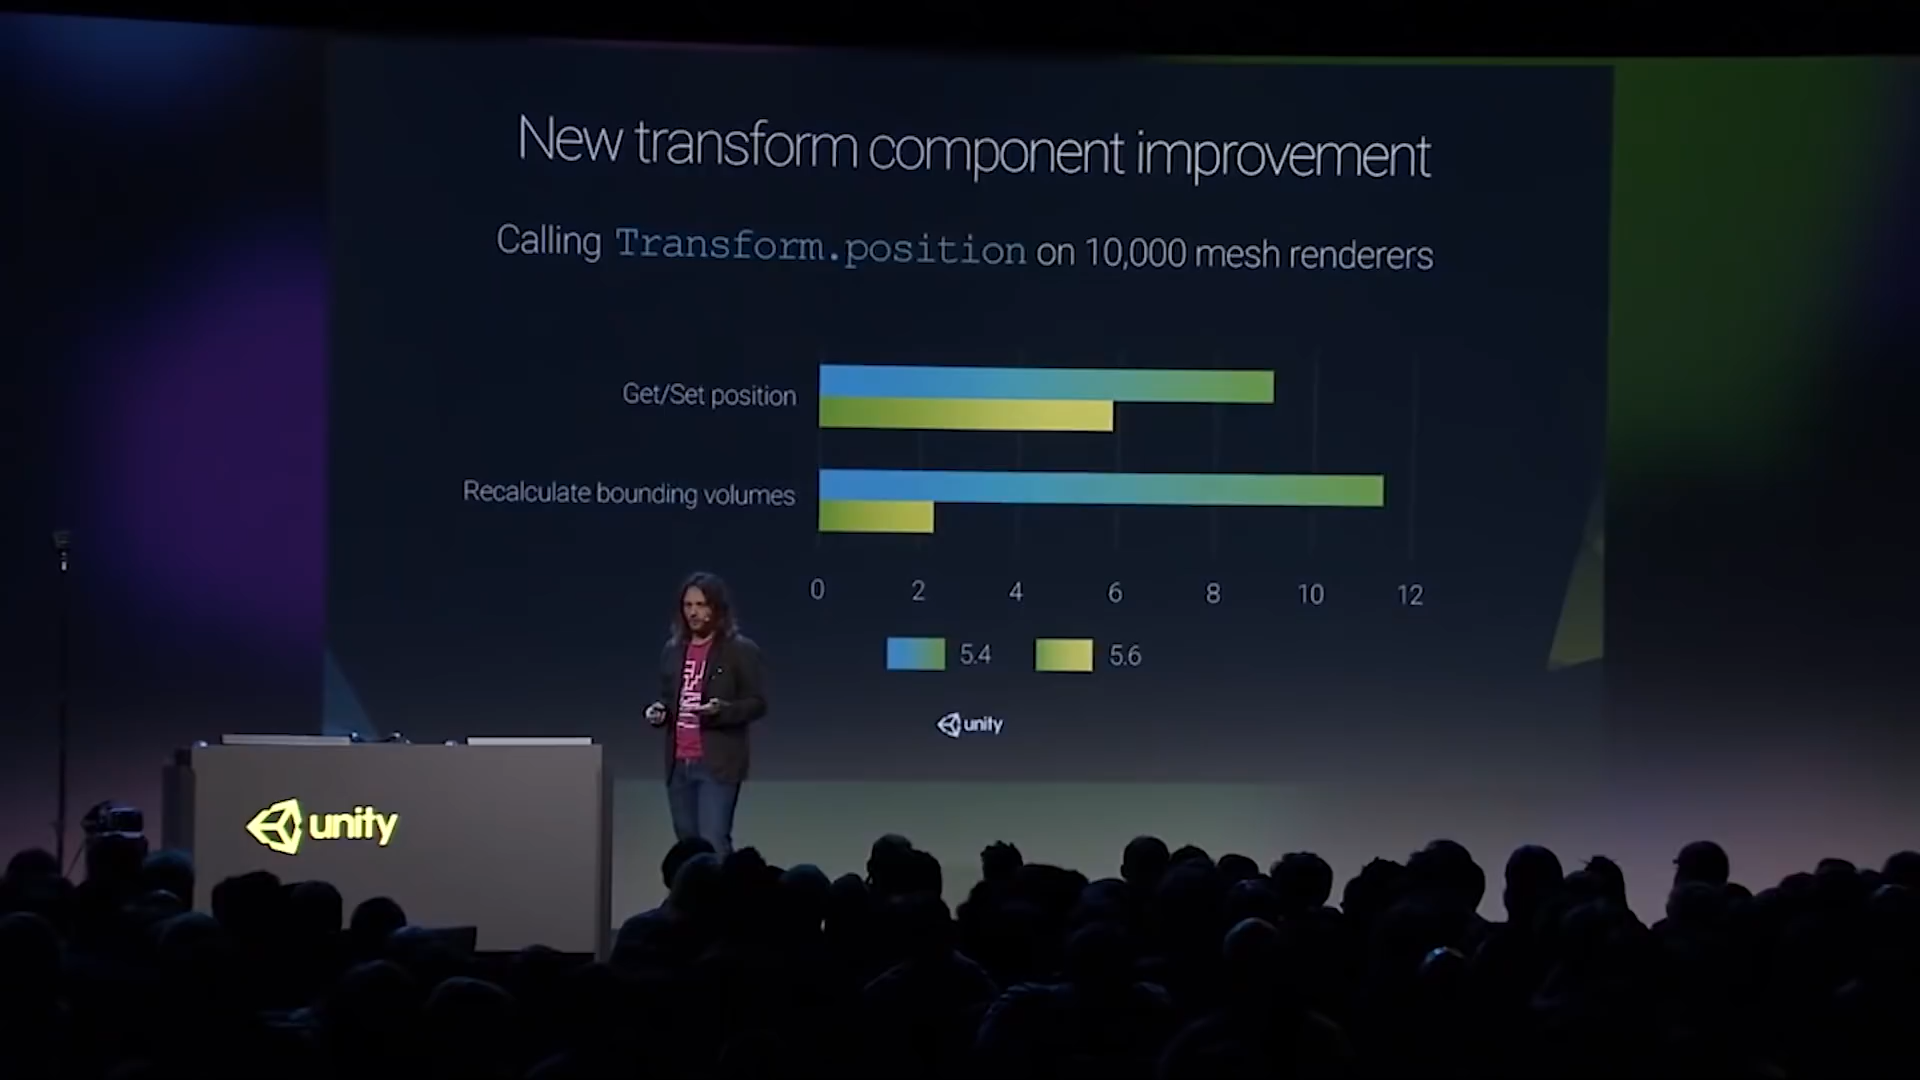 New transform component improvement
Calling Transform.position on 10,000 mesh renderers
Get/Set position
Recalculate bounding volumes
0 2 4 6 8 10 12
5.4 5.6
unity
unity